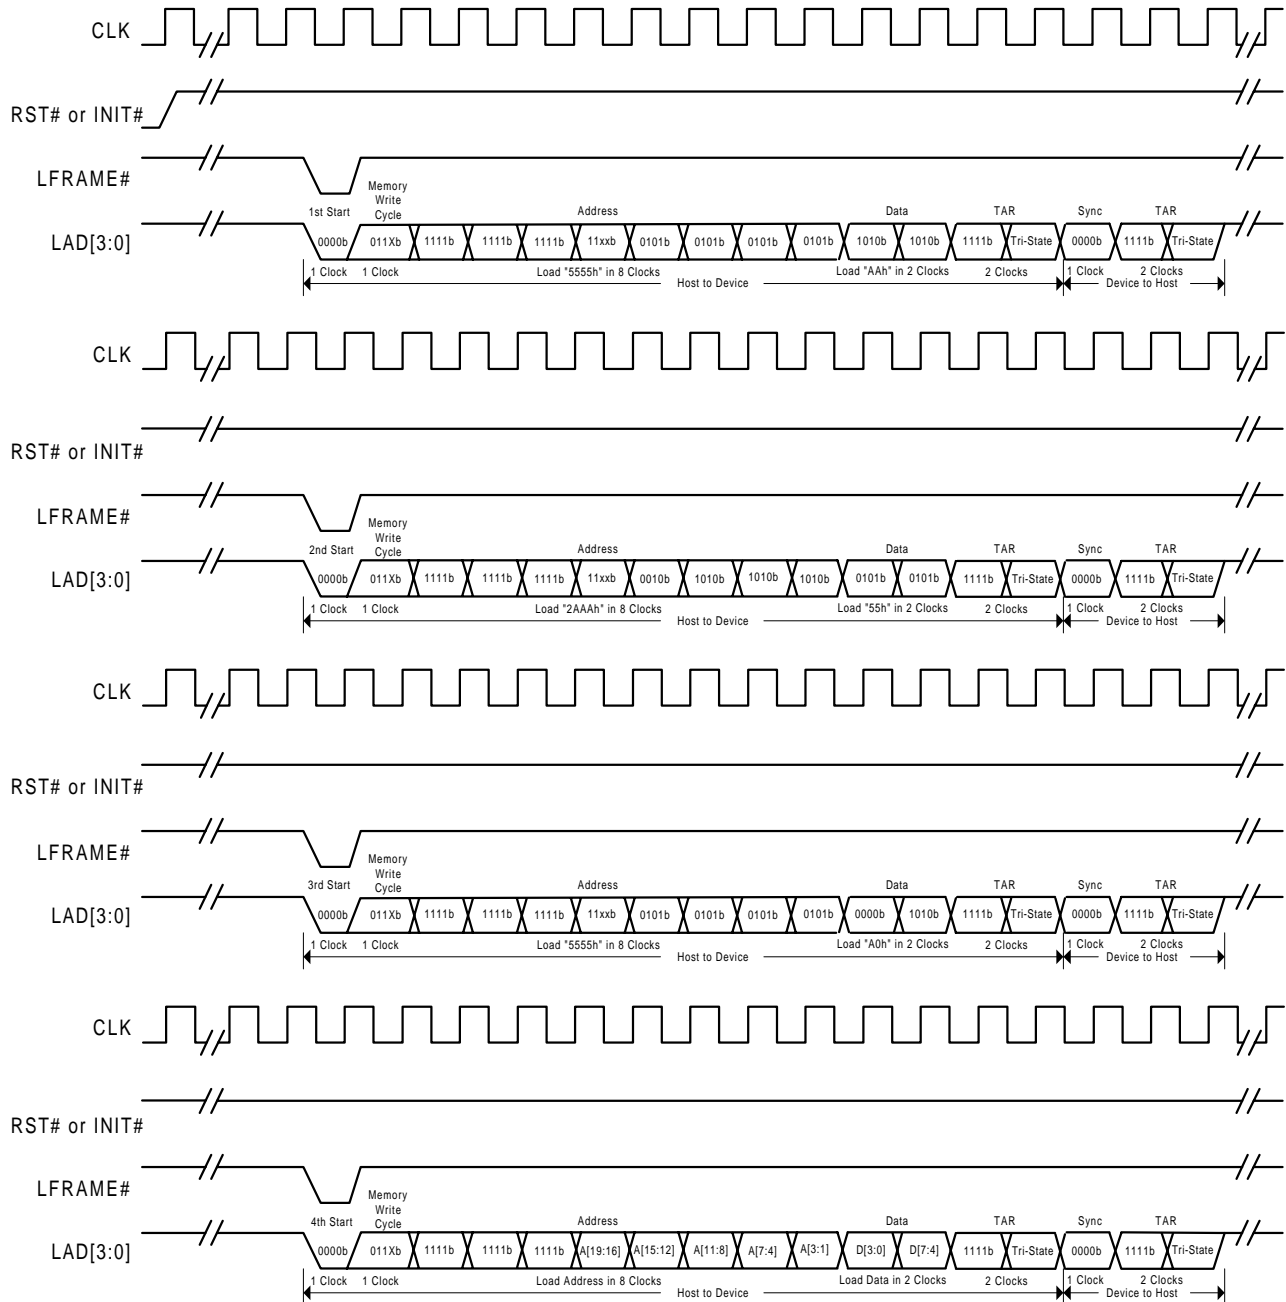 CLK
RST# or INIT#
LFRAME#
Memory
Write
1st Start Cycle Address Data TAR Sync TAR
LAD[3:0] 0000b 011Xb 1111b 1111b 1111b 11xxb 0101b 0101b 0101b 0101b 1010b 1010b 1111b Tri-State 0000b 1111b Tri-State
1 Clock 1 Clock Load "5555h" in 8 Clocks Load "AAh" in 2 Clocks 2 Clocks 1 Clock 2 Clocks
Host to Device Device to Host
CLK
RST# or INIT#
LFRAME#
Memory
Write
2nd Start Cycle Address Data TAR Sync TAR
LAD[3:0] 0000b 011Xb 1111b 1111b 1111b 11xxb 0010b 1010b 1010b 1010b 0101b 0101b 1111b Tri-State 0000b 1111b Tri-State
1 Clock 1 Clock Load "2AAAh" in 8 Clocks Load "55h" in 2 Clocks 2 Clocks 1 Clock 2 Clocks
Host to Device Device to Host
CLK
RST# or INIT#
LFRAME#
Memory
Write
3rd Start Cycle Address Data TAR Sync TAR
LAD[3:0] 0000b 011Xb 1111b 1111b 1111b 11xxb 0101b 0101b 0101b 0101b 0000b 1010b 1111b Tri-State 0000b 1111b Tri-State
1 Clock 1 Clock Load "5555h" in 8 Clocks Load "A0h" in 2 Clocks 2 Clocks 1 Clock 2 Clocks
Host to Device Device to Host
CLK
RST# or INIT#
LFRAME#
Memory
Write
4th Start Cycle Address Data TAR Sync TAR
LAD[3:0] 0000b 011Xb 1111b 1111b 1111b A[19:16] A[15:12] A[11:8] A[7:4] A[3:1] D[3:0] D[7:4] 1111b Tri-State 0000b 1111b Tri-State
1 Clock 1 Clock Load Address in 8 Clocks Load Data in 2 Clocks 2 Clocks 1 Clock 2 Clocks
Host to Device Device to Host